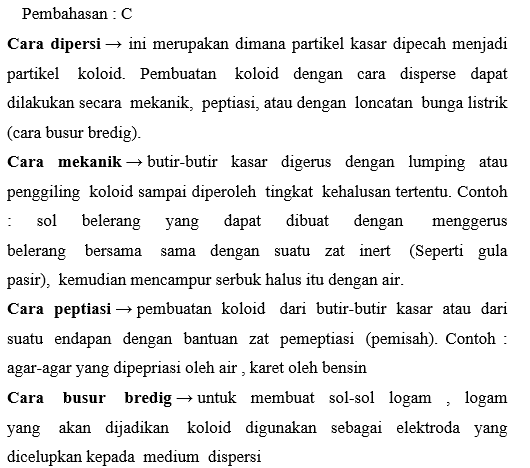 Pembahasan : C
Cara dipersi → ini merupakan dimana partikel kasar dipecah menjadi
partikel koloid. Pembuatan koloid dengan cara disperse dapat
dilakukan secara mekanik, peptiasi, atau dengan loncatan bunga listrik
(cara busur bredig).
Cara mekanik → butir-butir kasar digerus dengan lumping atau
penggiling koloid sampai diperoleh tingkat kehalusan tertentu. Contoh
: sol belerang yang dapat dibuat dengan menggerus
belerang bersama sama dengan suatu zat inert (Seperti gula
pasir), kemudian mencampur serbuk halus itu dengan air.
Cara peptiasi → pembuatan koloid dari butir-butir kasar atau dari
suatu endapan dengan bantuan zat pemeptiasi (pemisah). Contoh :
agar-agar yang dipepriasi oleh air , karet oleh bensin
Cara busur bredig → untuk membuat sol-sol logam , logam
yang akan dijadikan koloid digunakan sebagai elektroda yang
dicelupkan kepada medium dispersi